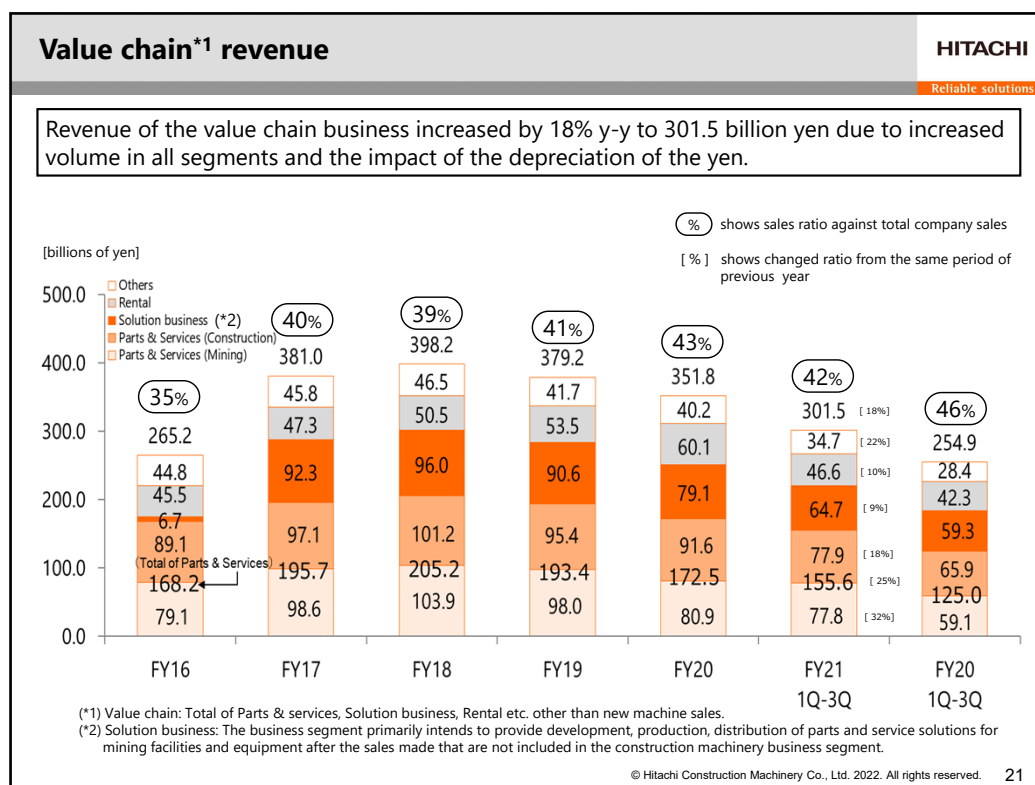 Value chain*1 revenue
HITACHI
Reliable solutions
Revenue of the value chain business increased by 18% y-y to 301.5 billion yen due to increased
volume in all segments and the impact of the depreciation of the yen.
% shows sales ratio against total company sales
[ % ] shows changed ratio from the same period of
previous year
[billions of yen]
Others
Rental
Solution business (*2)
Parts & Services (Construction)
Parts & Services (Mining)
500.0
400.0
300.0
200.0
100.0
0.0
35%
265.2
44.8
45.5
6.7
89.1
(Total of Parts & Services)
168.2
79.1
40%
381.0
45.8
47.3
92.3
97.1
195.7
98.6
39%
398.2
46.5
50.5
96.0
101.2
205.2
103.9
41%
379.2
41.7
53.5
90.6
95.4
193.4
98.0
43%
351.8
40.2
60.1
79.1
91.6
172.5
80.9
42%
301.5 [ 18%]
34.7 [ 22%]
46.6 [ 10%]
64.7 [ 9%]
77.9 [ 18%]
155.6 [ 25%]
77.8 [ 32%]
46%
254.9
28.4
42.3
59.3
65.9
125.0
59.1
FY16 FY17 FY18 FY19 FY20 FY21 FY20
1Q-3Q 1Q-3Q
(*1) Value chain: Total of Parts & services, Solution business, Rental etc. other than new machine sales.
(*2) Solution business: The business segment primarily intends to provide development, production, distribution of parts and service solutions for
mining facilities and equipment after the sales made that are not included in the construction machinery business segment.
© Hitachi Construction Machinery Co., Ltd. 2022. All rights reserved. 21